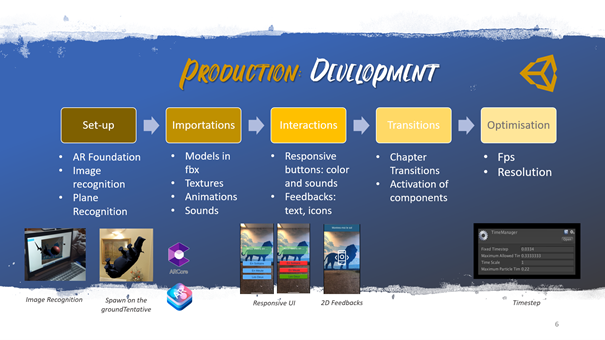 PRODUCTION: DEVELOPMENT
Set-up
Importations
Interactions
Transitions
Optimisation
• AR Foundation
• Image
recognition
• Plane
Recognition
• Models in
fbx
• Textures
• Animations
• Sounds
• Responsive
buttons: color
and sounds
• Feedbacks:
text, icons
• Chapter
Transitions
• Activation of
components
• Fps
• Resolution
ARCore
TimeManager
Fixed Timestep 0,0334
Maximum Allowed Tim 0,3333333
Time Scale 1
Maximum Particle Tim 0,03
Image Recognition
Spawn on the
groundTentative
Responsive UI
2D Feedbacks
Timestep
6